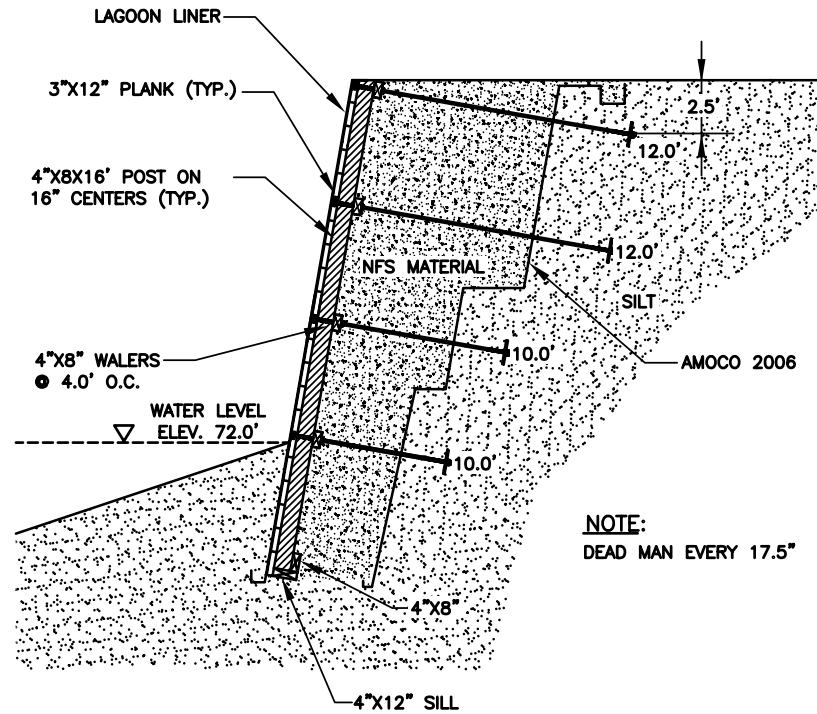 LAGOON LINER
3"X12" PLANK (TYP.)
2.5'
12.0'
4"X8X16' POST ON
16" CENTERS (TYP.)
12.0'
NFS MATERIAL
SILT
10.0'
AMOCO 2006
4"X8" WALERS
@ 4.0' O.C.
WATER LEVEL
ELEV. 72.0'
10.0'
NOTE:
DEAD MAN EVERY 17.5"
4"X8"
4"X12" SILL